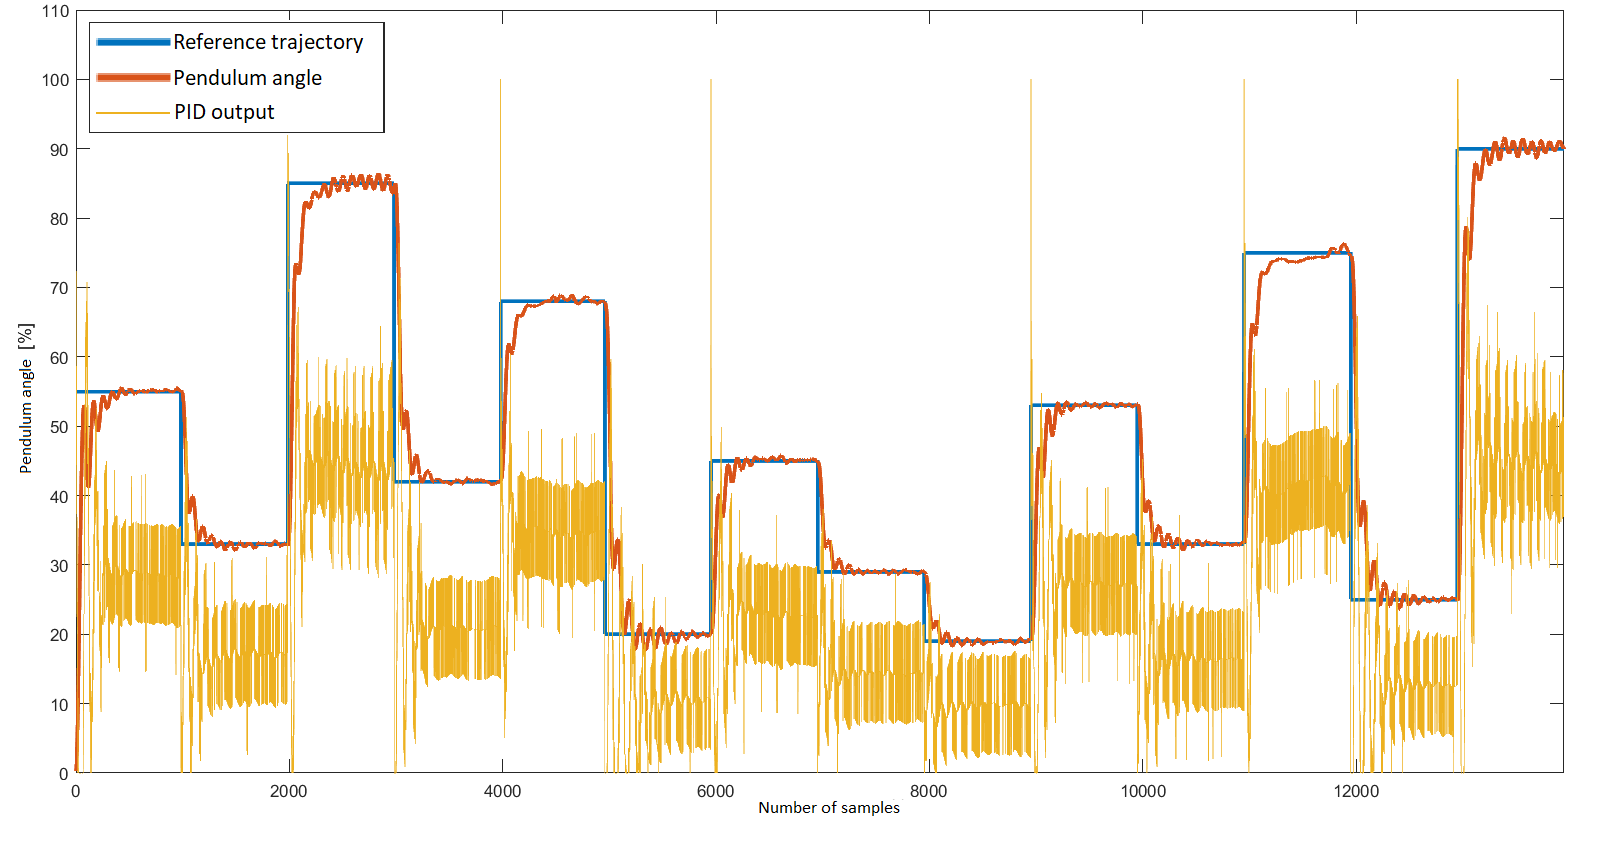 110
100
90
80
70
60
50
40
30
20
10
0
Reference trajectory
Pendulum angle
PID output
Pendulum angle [%]
0 2000 4000 6000 8000 10000 12000
Number of samples